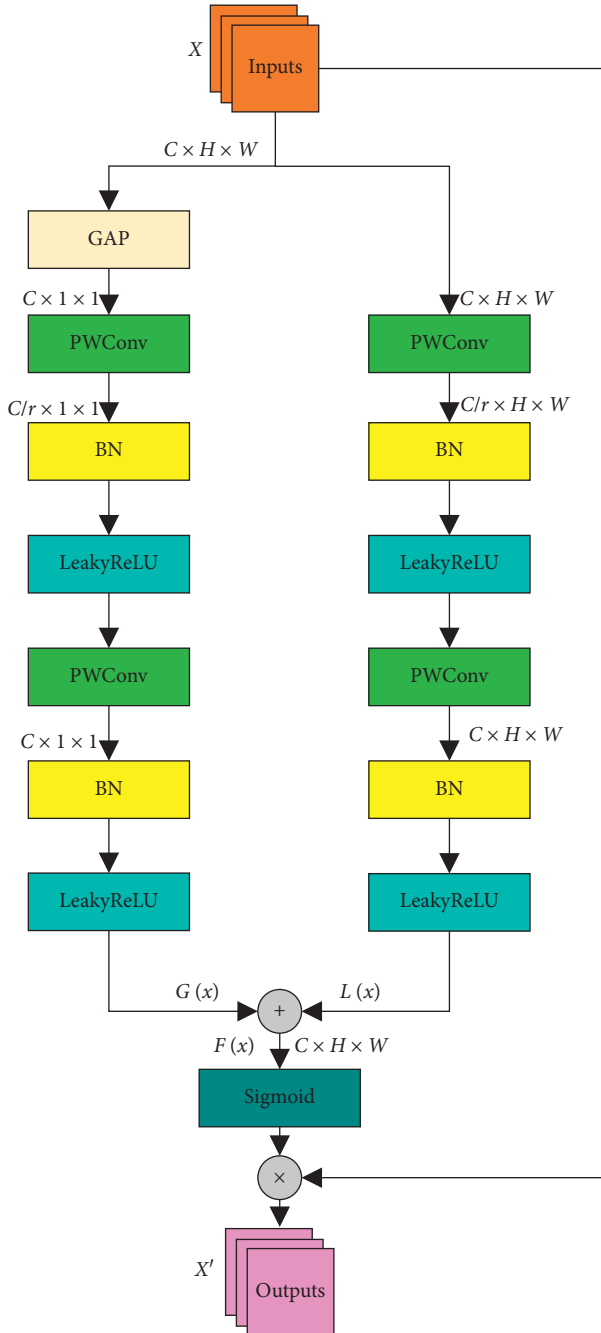 X
Inputs
C × H × W
GAP
C × 1 × 1
C × H × W
PWConv
PWConv
C/r × 1 × 1
C/r × H × W
BN
BN
LeakyReLU
LeakyReLU
PWConv
PWConv
C × 1 × 1
C × H × W
BN
BN
LeakyReLU
LeakyReLU
G (x)
+
L (x)
F (x)
C × H × W
Sigmoid
×
X′
Outputs